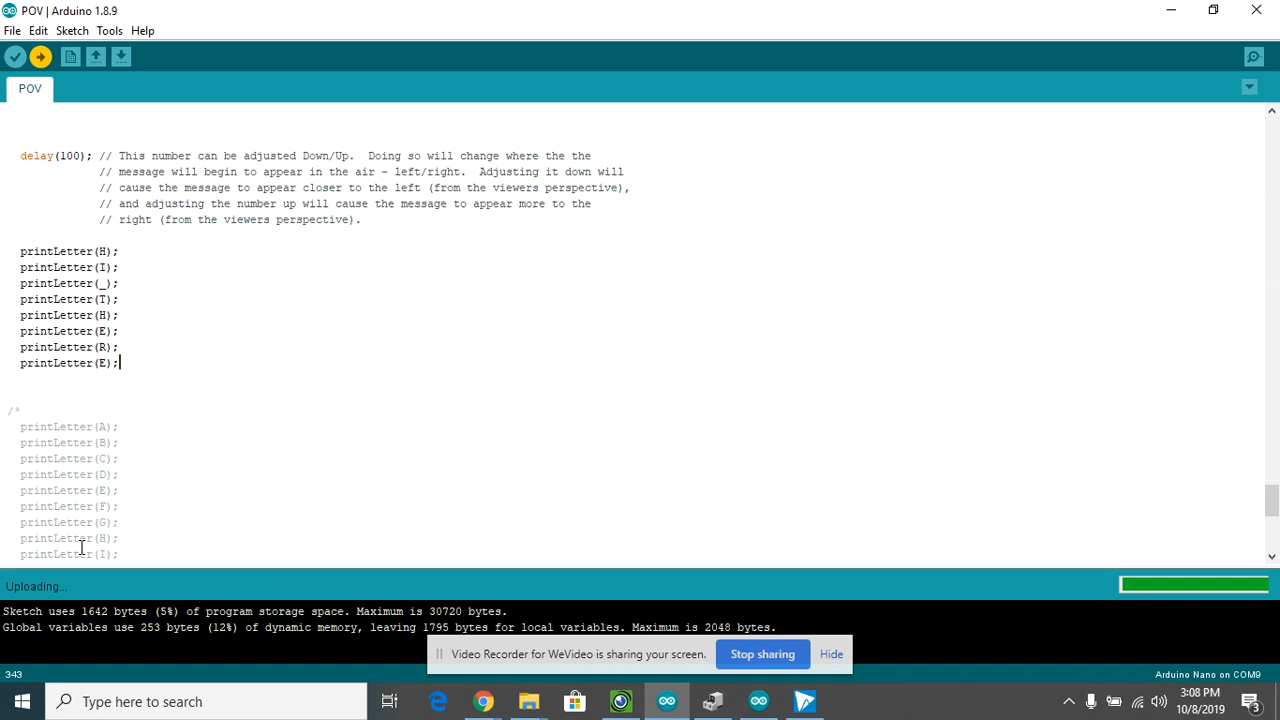 POV | Arduino 1.8.9
File Edit Sketch Tools Help
POV
delay(100); // This number can be adjusted Down/Up.  Doing so will change where the the
// message will begin to appear in the air - left/right.  Adjusting it down will
// cause the message to appear closer to the left (from the viewers perspective),
// and adjusting the number up will cause the message to appear more to the
// right (from the viewers perspective).
printLetter(H);
printLetter(I);
printLetter(_);
printLetter(T);
printLetter(H);
printLetter(E);
printLetter(R);
printLetter(E);
/*
printLetter(A);
printLetter(B);
printLetter(C);
printLetter(D);
printLetter(E);
printLetter(F);
printLetter(G);
printLetter(H);
printLetter(I);
Uploading...
Sketch uses 1642 bytes (5%) of program storage space. Maximum is 30720 bytes.
Global variables use 253 bytes (12%) of dynamic memory, leaving 1795 bytes for local variables. Maximum is 2048 bytes.
Video Recorder for WeVideo is sharing your screen. Stop sharing Hide
343 Arduino Nano on COM9
Type here to search
3:08 PM
10/8/2019
3